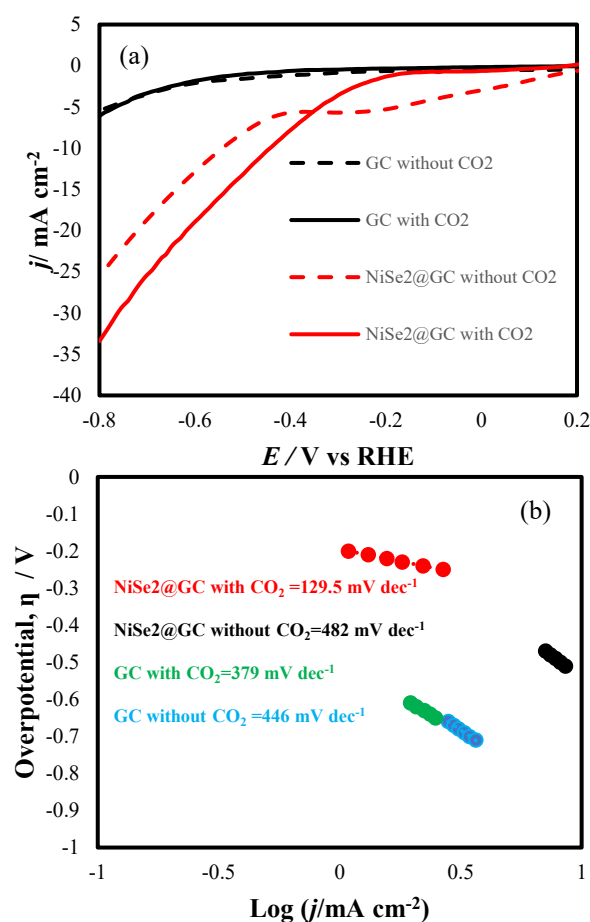 5
0
-5
-10
-15
-20
-25
-30
-35
-40
j/ mA cm⁻²
(a)
GC without CO2
GC with CO2
NiSe2@GC without CO2
NiSe2@GC with CO2
-0.8
-0.6
-0.4
-0.2
0
0.2
E / V vs RHE
0
-0.1
-0.2
-0.3
-0.4
-0.5
-0.6
-0.7
-0.8
-0.9
-1
Overpotential, η / V
(b)
NiSe2@GC with CO₂ =129.5 mV dec⁻¹
NiSe2@GC without CO₂=482 mV dec⁻¹
GC with CO₂=379 mV dec⁻¹
GC without CO₂ =446 mV dec⁻¹
-1
-0.5
0
0.5
1
Log (j/mA cm⁻²)